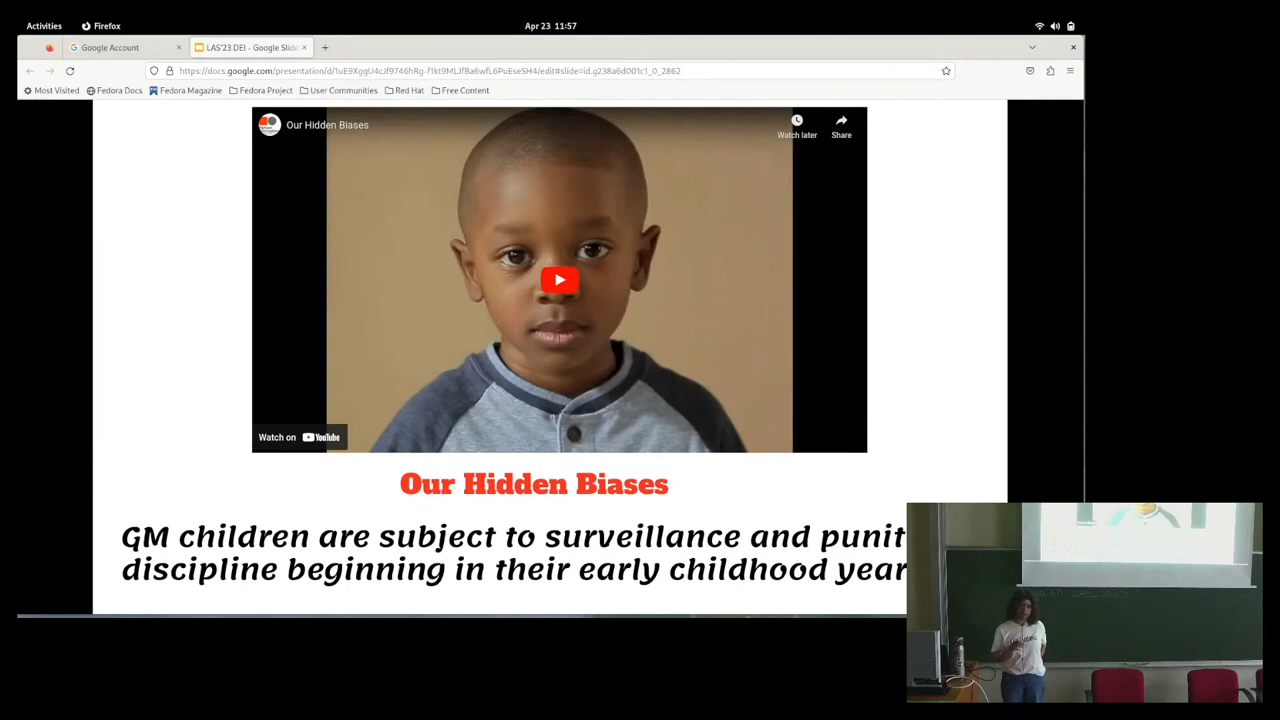 Activities
Firefox
Apr 23 11:57
Google Account
LAS'23 DEI - Google Slide
https://docs.google.com/presentation/d/1uE9XggU4cJf9746hRg-f1kt9MLJfBa6wfL6PuEseSH4/edit#slide=id.g238a6d001c1_0_2862
Most Visited
Fedora Docs
Fedora Magazine
Fedora Project
User Communities
Red Hat
Free Content
Our Hidden Biases
Watch later
Share
Watch on YouTube
Our Hidden Biases
GM children are subject to surveillance and punit
discipline beginning in their early childhood year